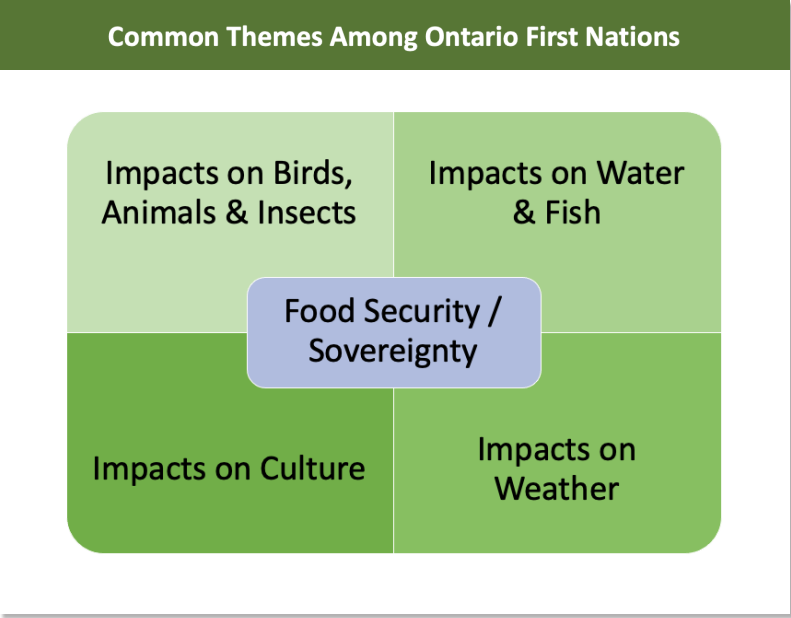 Common Themes Among Ontario First Nations
Impacts on Birds,
Animals & Insects
Impacts on Water
& Fish
Food Security /
Sovereignty
Impacts on Culture
Impacts on
Weather